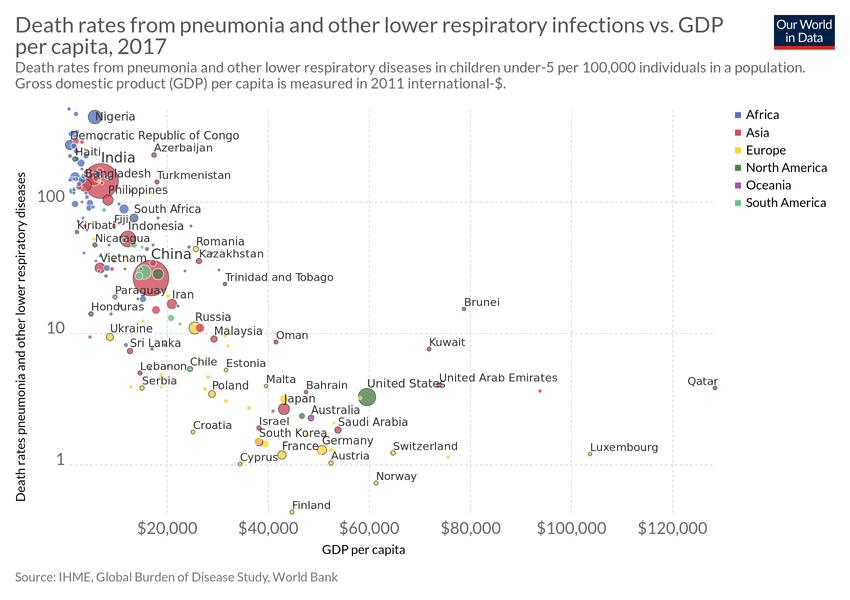 Death rates from pneumonia and other lower respiratory infections vs. GDP
per capita, 2017
Our World
in Data
Death rates from pneumonia and other lower respiratory diseases in children under-5 per 100,000 individuals in a population.
Gross domestic product (GDP) per capita is measured in 2011 international-$.
Death rates pneumonia and other lower respiratory diseases
100
10
1
Nigeria
Democratic Republic of Congo
Haiti
Azerbaijan
India
Bangladesh
Turkmenistan
Philippines
South Africa
Fiji
Kiribati
Indonesia
Nicaragua
Romania
Vietnam
China
Kazakhstan
Trinidad and Tobago
Paraguay
Iran
Honduras
Brunei
Russia
Ukraine
Malaysia
Oman
Sri Lanka
Kuwait
Lebanon
Chile
Estonia
Serbia
Poland
Malta
Bahrain
United States
United Arab Emirates
Qatar
Japan
Australia
Croatia
Israel
Saudi Arabia
South Korea
France
Germany
Switzerland
Luxembourg
Cyprus
Austria
Norway
Finland
$20,000
$40,000
$60,000
$80,000
$100,000
$120,000
GDP per capita
Africa
Asia
Europe
North America
Oceania
South America
Source: IHME, Global Burden of Disease Study, World Bank